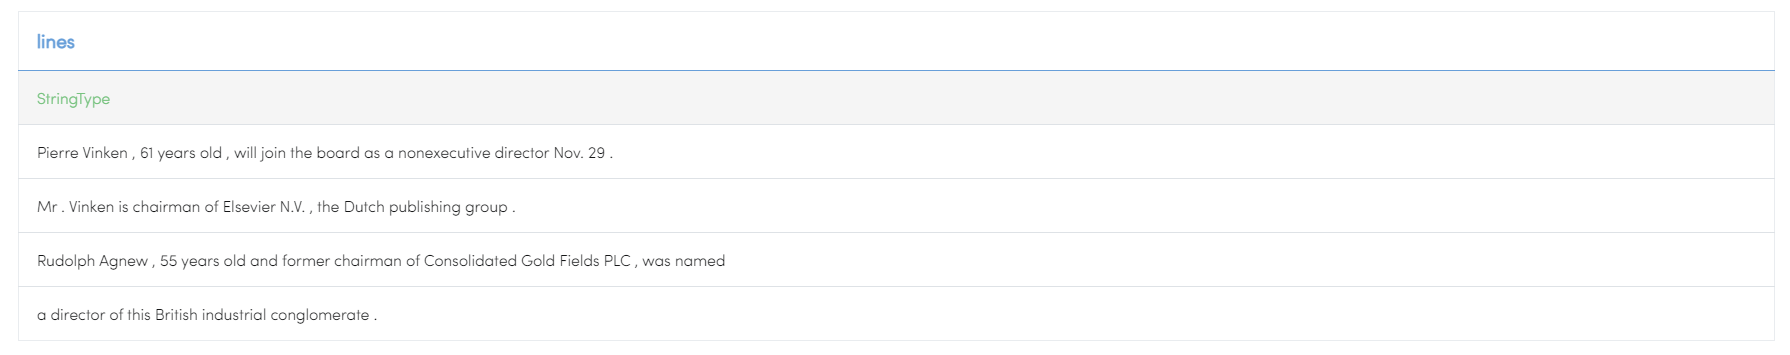 lines
StringType
Pierre Vinken , 61 years old , will join the board as a nonexecutive director Nov. 29 .
Mr . Vinken is chairman of Elsevier N.V. , the Dutch publishing group .
Rudolph Agnew , 55 years old and former chairman of Consolidated Gold Fields PLC , was named
a director of this British industrial conglomerate .